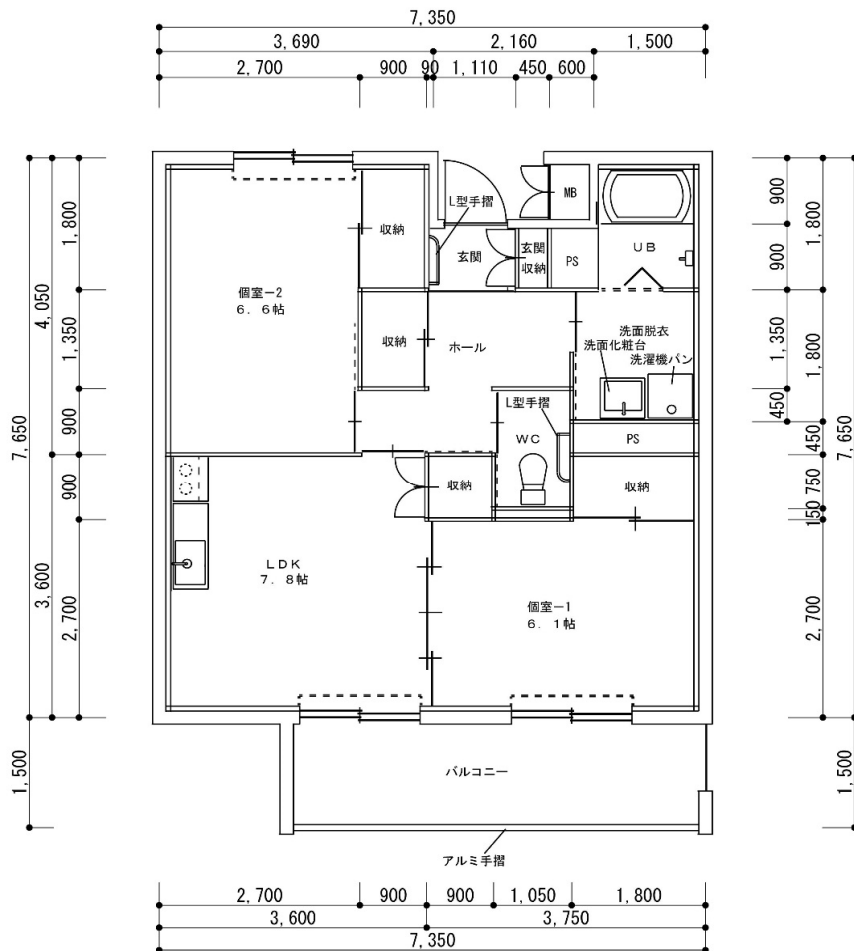 7,350
3,690
2,160
1,500
2,700
900
90
1,110
450
600
7,650
4,050
1,800
1,350
900
3,600
900
2,700
1,500
900
900
1,800
1,350
450
1,800
450
750
150
2,700
7,650
1,500
L型手摺
MB
収納
玄関
玄関
収納
PS
UB
個室-2
6.6帖
収納
ホール
洗面脱衣
洗面化粧台
洗濯機パン
L型手摺
WC
PS
収納
収納
LDK
7.8帖
個室-1
6.1帖
バルコニー
アルミ手摺
2,700
900
900
1,050
1,800
3,600
3,750
7,350